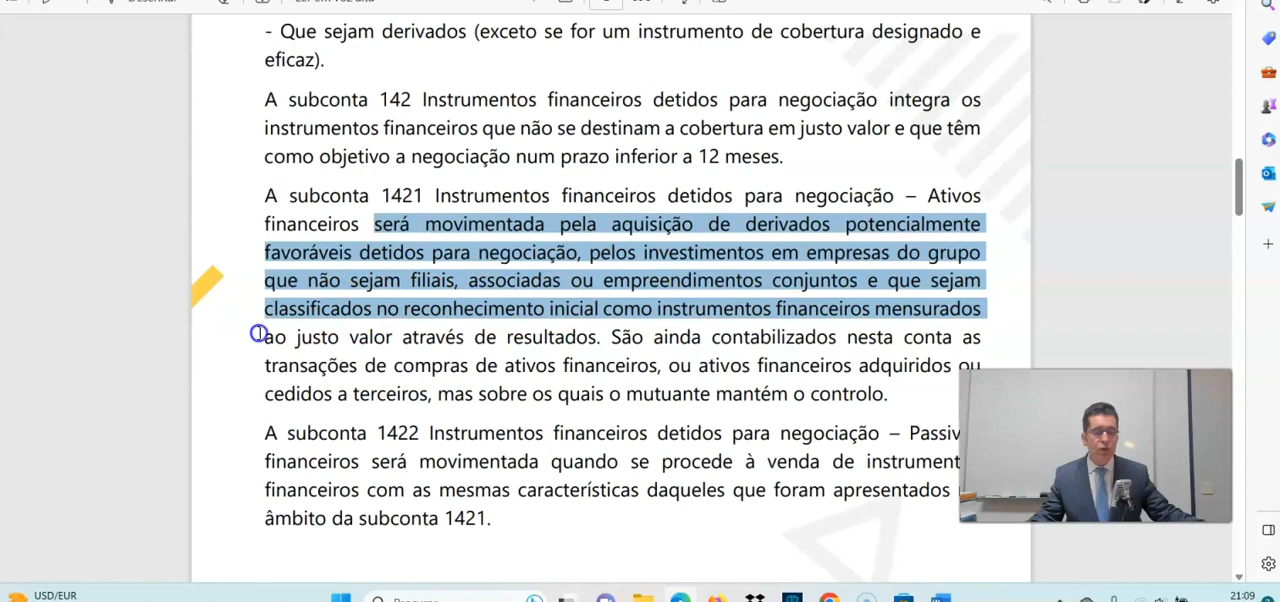 - Que sejam derivados (exceto se for um instrumento de cobertura designado e
eficaz).
A subconta 142 Instrumentos financeiros detidos para negociação integra os
instrumentos financeiros que não se destinam a cobertura em justo valor e que têm
como objetivo a negociação num prazo inferior a 12 meses.
A subconta 1421 Instrumentos financeiros detidos para negociação – Ativos
financeiros será movimentada pela aquisição de derivados potencialmente
favoráveis detidos para negociação, pelos investimentos em empresas do grupo
que não sejam filiais, associadas ou empreendimentos conjuntos e que sejam
classificados no reconhecimento inicial como instrumentos financeiros mensurados
ao justo valor através de resultados. São ainda contabilizados nesta conta as
transações de compras de ativos financeiros, ou ativos financeiros adquiridos ou
cedidos a terceiros, mas sobre os quais o mutuante mantém o controlo.
A subconta 1422 Instrumentos financeiros detidos para negociação – Passiv
financeiros será movimentada quando se procede à venda de instrument
financeiros com as mesmas características daqueles que foram apresentados
âmbito da subconta 1421.
USD/EUR
21:09